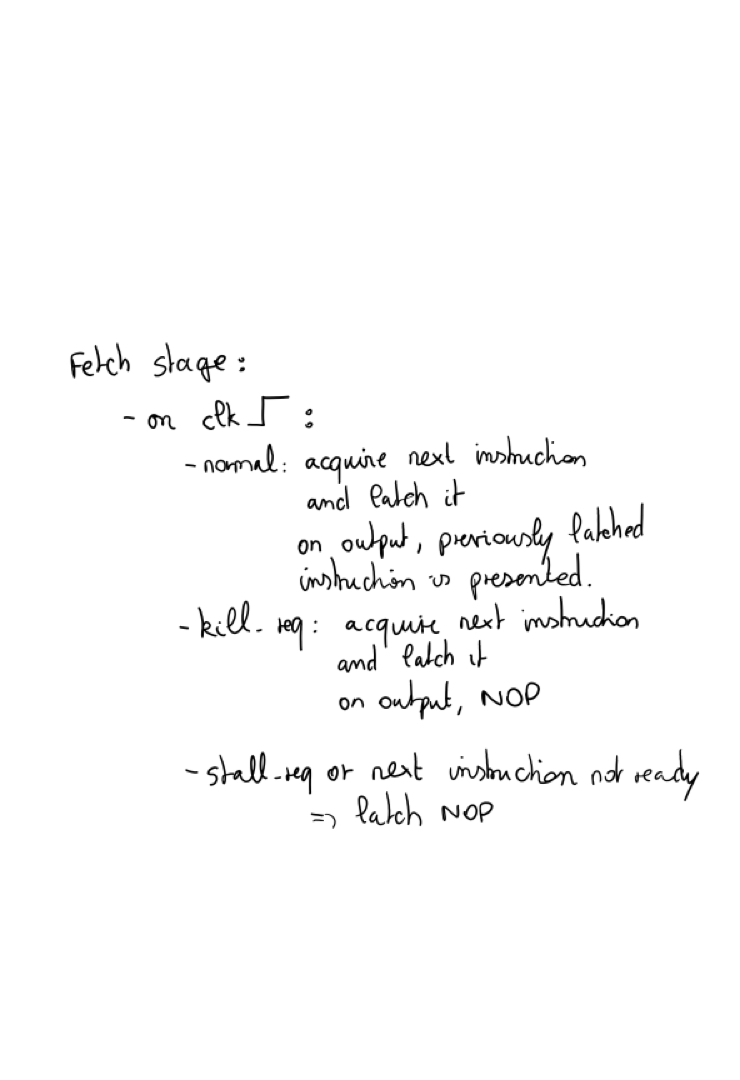 Fetch stage:
- on clk :
- normal: acquire next instruction
and latch it
on output, previously latched
instruction is presented.
- kill_req: acquire next instruction
and latch it
on output, NOP
- stall_req or next instruction not ready
=> latch NOP